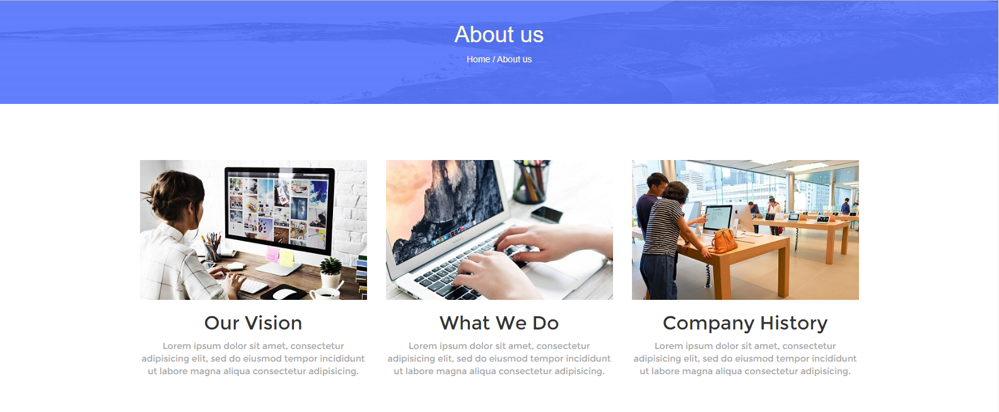 About us
Home / About us
Our Vision
Lorem ipsum dolor sit amet, consectetur
adipisicing elit, sed do eiusmod tempor incididunt
ut labore magna aliqua consectetur adipisicing.
What We Do
Lorem ipsum dolor sit amet, consectetur
adipisicing elit, sed do eiusmod tempor incididunt
ut labore magna aliqua consectetur adipisicing.
Company History
Lorem ipsum dolor sit amet, consectetur
adipisicing elit, sed do eiusmod tempor incididunt
ut labore magna aliqua consectetur adipisicing.